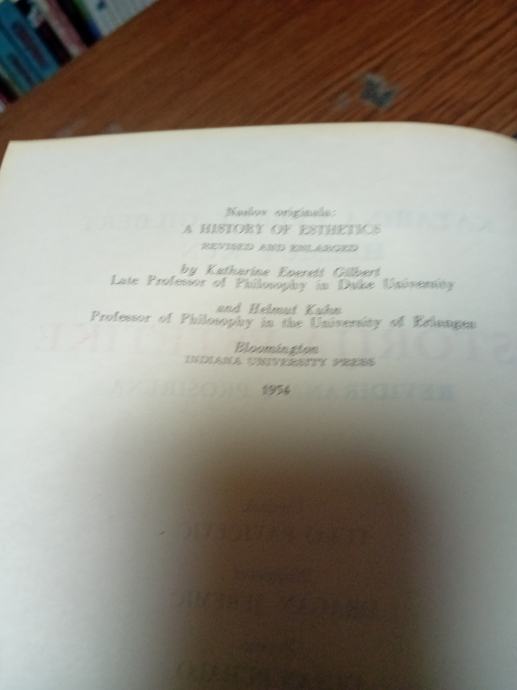 Naslov originala:
A HISTORY OF ESTHETICS
REVISED AND ENLARGED
by Katharine Everett Gilbert
Late Professor of Philosophy in Duke University
and Helmut Kuhn
Professor of Philosophy in the University of Erlangen
Bloomington
INDIANA UNIVERSITY PRESS
1954